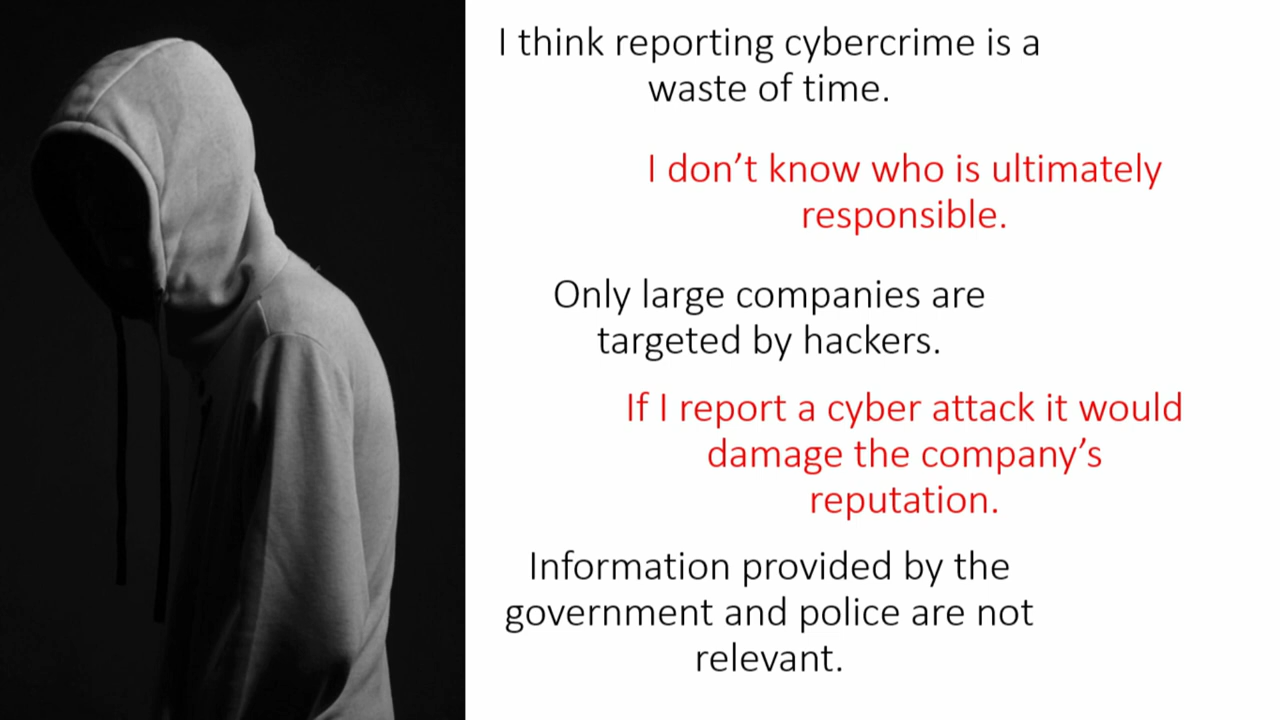 I think reporting cybercrime is a
waste of time.
I don’t know who is ultimately
responsible.
Only large companies are
targeted by hackers.
If I report a cyber attack it would
damage the company’s
reputation.
Information provided by the
government and police are not
relevant.